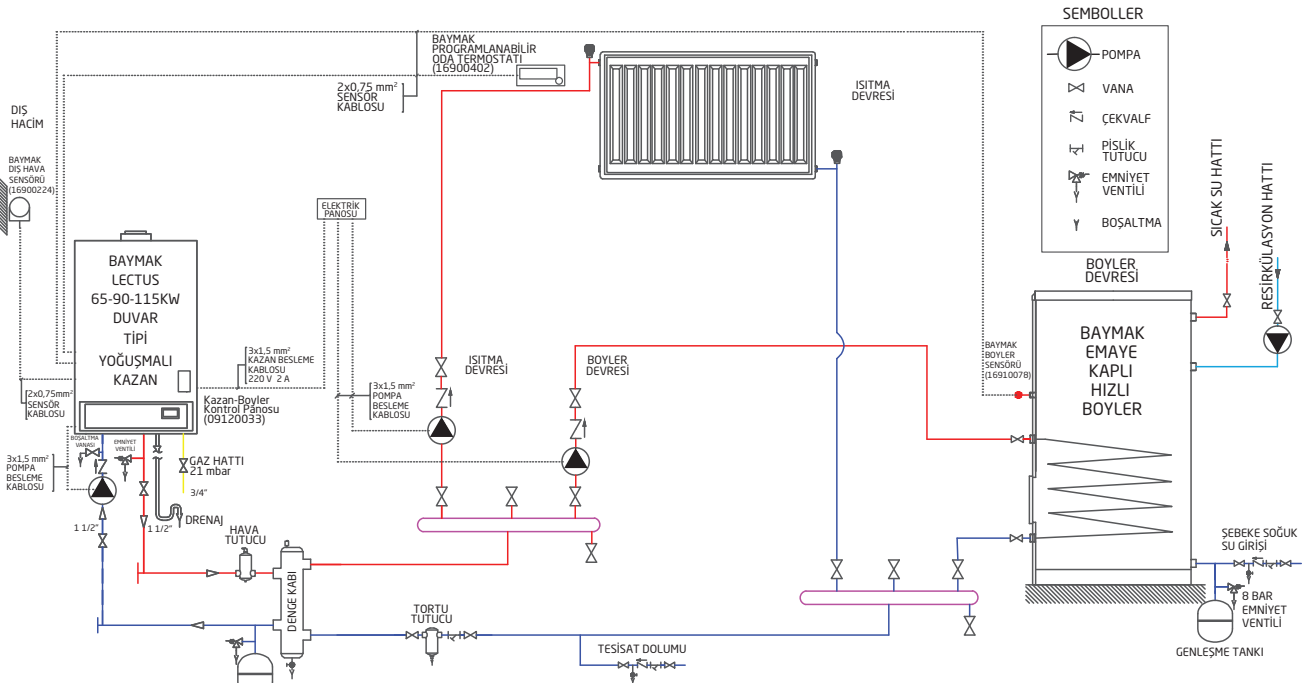 SEMBOLLER
POMPA
VANA
ÇEKVALF
PİSLİK
TUTUCU
EMNİYET
VENTİLİ
BOŞALTMA
BAYMAK
PROGRAMLANABİLİR
ODA TERMOSTATI
(16900402)
2x0,75 mm²
SENSÖR
KABLOSU
ISITMA
DEVRESİ
DIŞ
HACİM
BAYMAK
DIŞ HAVA
SENSÖRÜ
(16900224)
ELEKTRİK
PANOSU
BAYMAK
LECTUS
65-90-115KW
DUVAR
TİPİ
YOĞUŞMALI
KAZAN
2x0,75mm²
SENSÖR
KABLOSU
3x1,5 mm²
KAZAN BESLEME
KABLOSU
220 V 2 A
Kazan-Boyler
Kontrol Panosu
(09120033)
3x1,5 mm²
POMPA
BESLEME
KABLOSU
ISITMA
DEVRESİ
BOYLER
DEVRESİ
BOŞALTMA
VANASI
EMNİYET
VENTİLİ
3x1,5 mm²
POMPA
BESLEME
KABLOSU
GAZ HATTI
21 mbar
3/4"
DRENAJ
1 1/2"
1 1/2"
HAVA
TUTUCU
DENGE KABI
TORTU
TUTUCU
TESİSAT DOLUMU
SICAK SU HATTI
RESİRKÜLASYON HATTI
BOYLER
DEVRESİ
BAYMAK
BOYLER
SENSÖRÜ
(16910078)
BAYMAK
EMAYE
KAPLI
HIZLI
BOYLER
ŞEBEKE SOĞUK
SU GİRİŞİ
8 BAR
EMNİYET
VENTİLİ
GENLEŞME TANKI